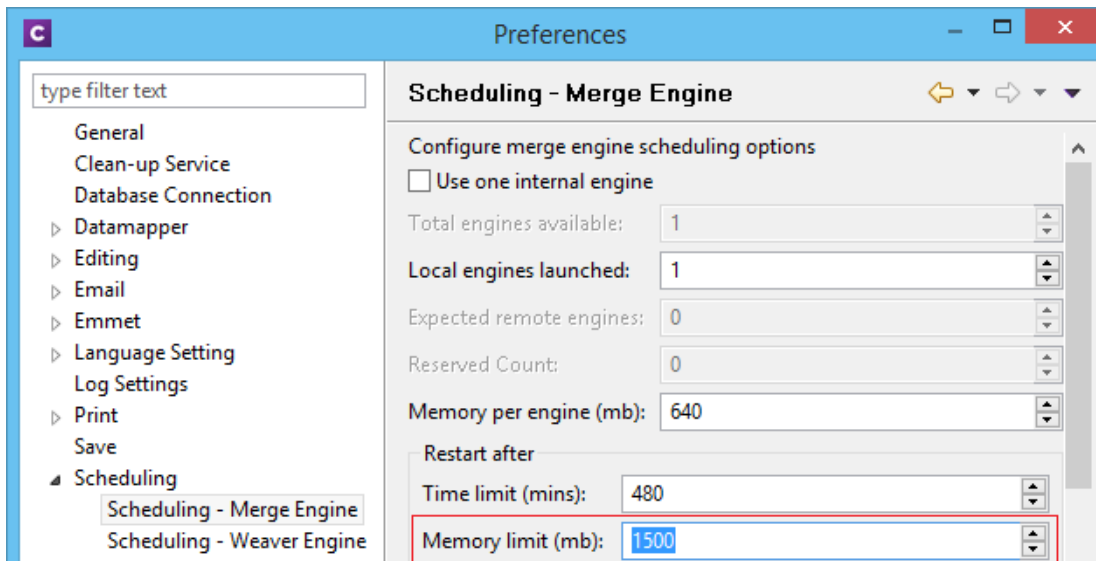 C
Preferences
type filter text
General
Clean-up Service
Database Connection
Datamapper
Editing
Email
Emmet
Language Setting
Log Settings
Print
Save
Scheduling
Scheduling - Merge Engine
Scheduling - Weaver Engine
Scheduling - Merge Engine
Configure merge engine scheduling options
Use one internal engine
Total engines available: 1
Local engines launched: 1
Expected remote engines: 0
Reserved Count: 0
Memory per engine (mb): 640
Restart after
Time limit (mins): 480
Memory limit (mb): 1500